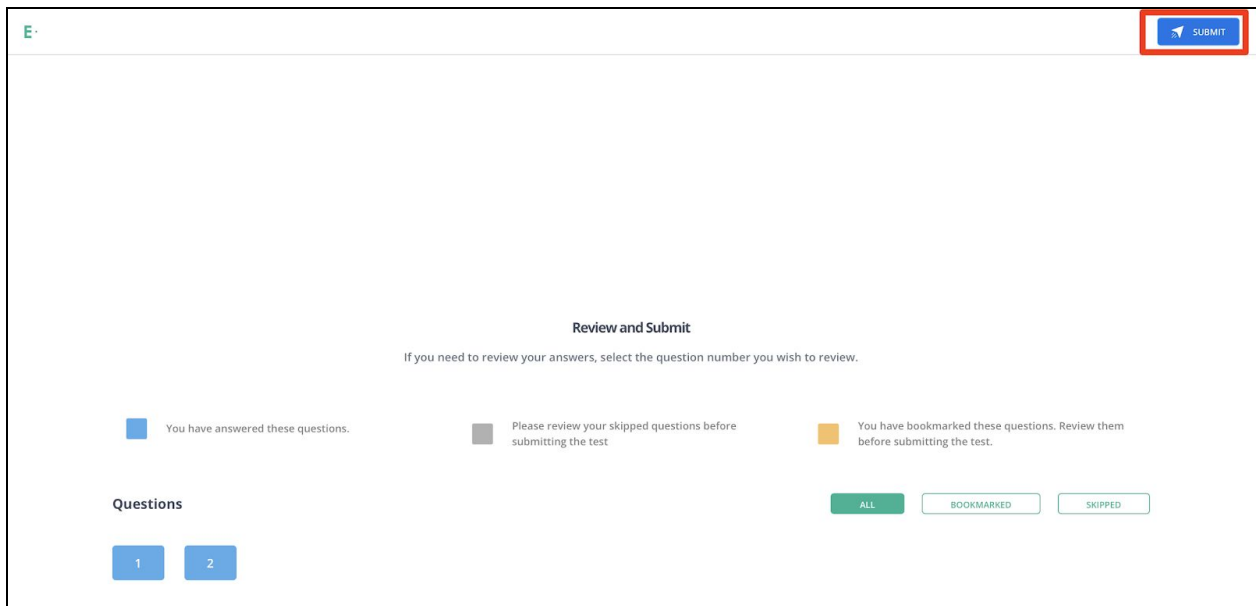 E
SUBMIT
Review and Submit
If you need to review your answers, select the question number you wish to review.
You have answered these questions.
Please review your skipped questions before
submitting the test
You have bookmarked these questions. Review them
before submitting the test.
Questions
ALL
BOOKMARKED
SKIPPED
1
2